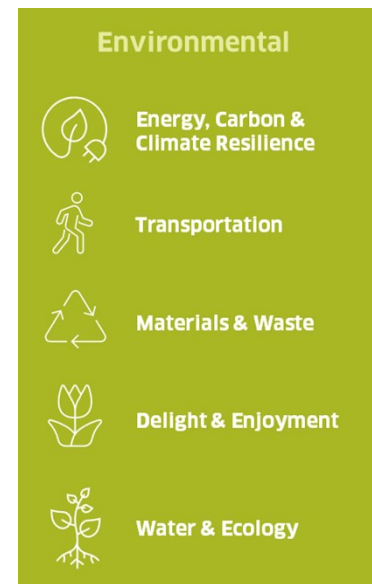 Environmental
Energy, Carbon &
Climate Resilience
Transportation
Materials & Waste
Delight & Enjoyment
Water & Ecology